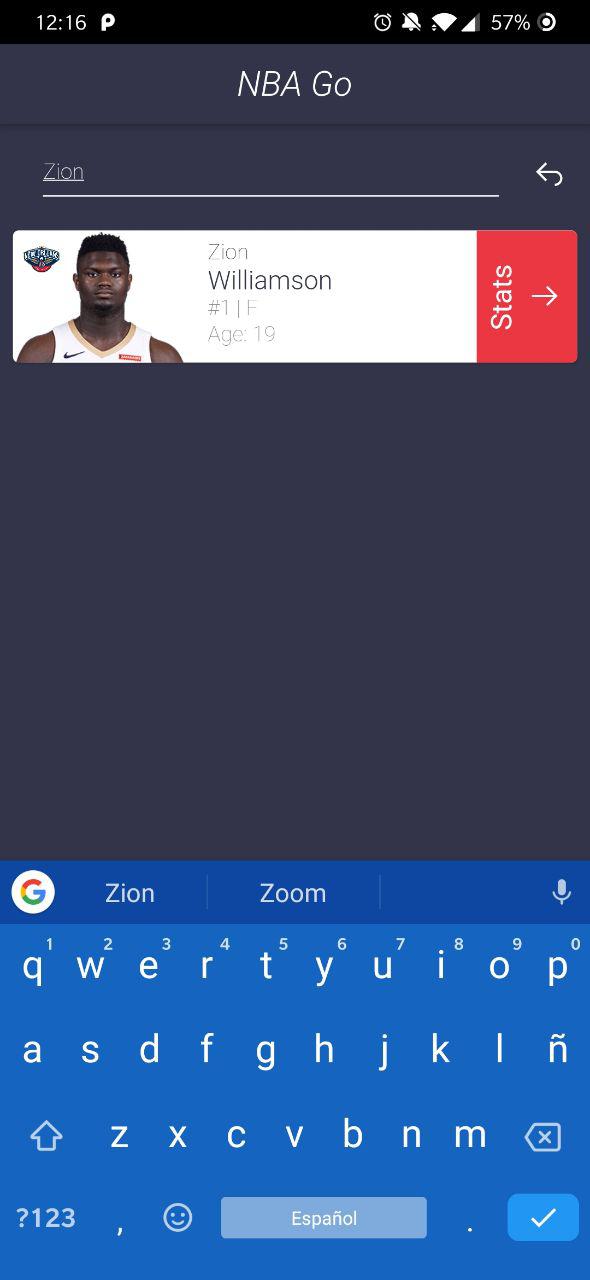 12:16 57%
NBA Go
Zion
Zion
Williamson
#1 | F
Age: 19
Stats
Zion Zoom
q1 w2 e3 r4 t5 y6 u7 i8 o9 p0
a s d f g h j k l ñ
z x c v b n m
?123 , Español .